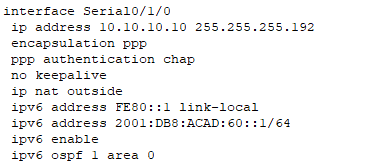 interface Serial0/1/0
ip address 10.10.10.10 255.255.255.192
encapsulation ppp
ppp authentication chap
no keepalive
ip nat outside
ipv6 address FE80::1 link-local
ipv6 address 2001:DB8:ACAD:60::1/64
ipv6 enable
ipv6 ospf 1 area 0